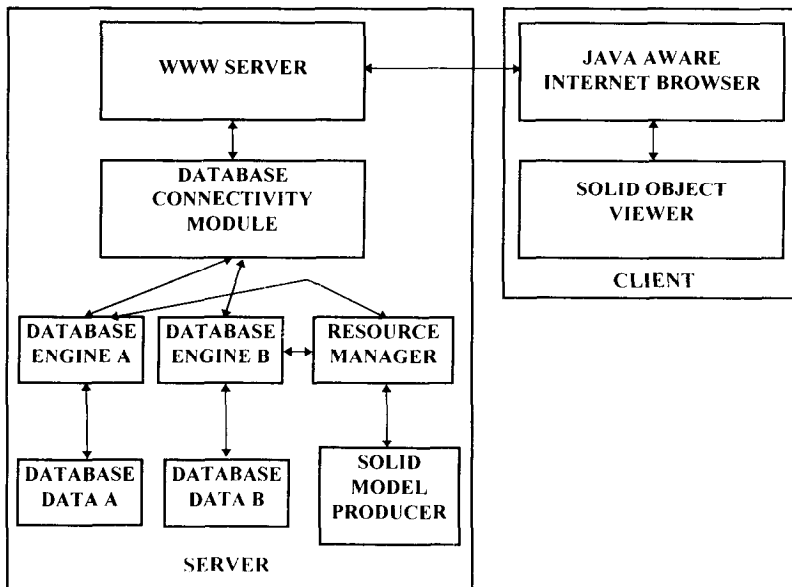 WWW SERVER
JAVA AWARE
INTERNET BROWSER
DATABASE
CONNECTIVITY
MODULE
SOLID OBJECT
VIEWER
CLIENT
DATABASE
ENGINE A
DATABASE
ENGINE B
RESOURCE
MANAGER
DATABASE
DATA A
DATABASE
DATA B
SOLID
MODEL
PRODUCER
SERVER